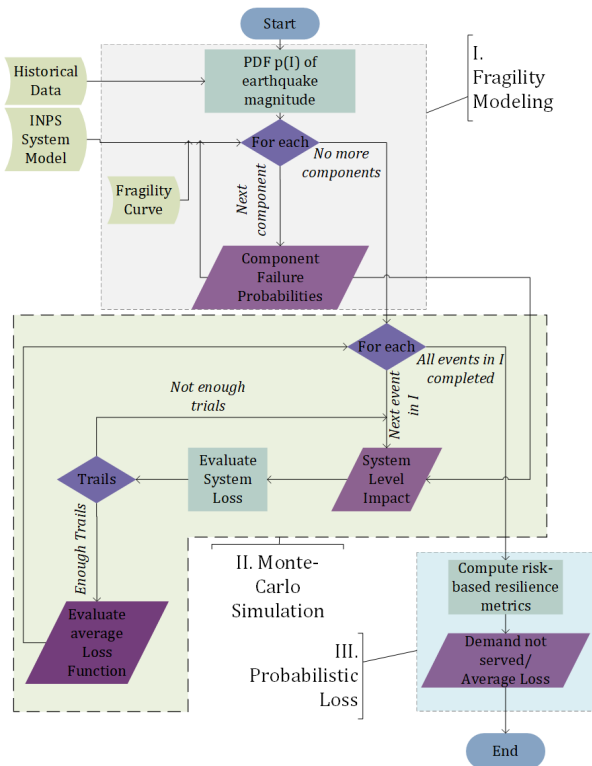 Start
Historical
Data
PDF p(I) of
earthquake
magnitude
I.
Fragility
Modeling
INPS
System
Model
For each
No more
components
Fragility
Curve
Next
component
Component
Failure
Probabilities
For each
All events in I
completed
Not enough
trials
Next event
in I
Trails
Evaluate
System
Loss
System
Level
Impact
Enough Trails
II. Monte-
Carlo
Simulation
Compute risk-
based resilience
metrics
Evaluate
average
Loss
Function
III.
Probabilistic
Loss
Demand not
served/
Average Loss
End